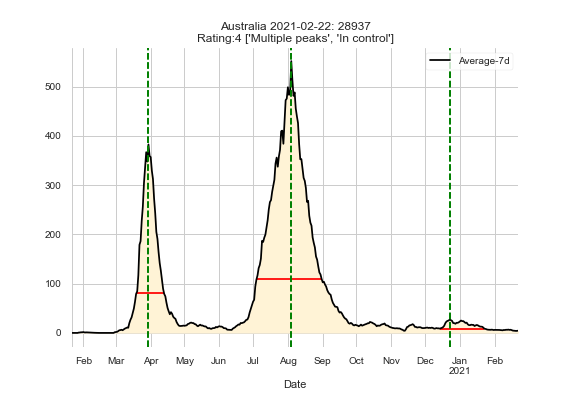 Australia 2021-02-22: 28937
Rating:4 ['Multiple peaks', 'In control']
Average-7d
500
400
300
200
100
0
Feb Mar Apr May Jun Jul Aug Sep Oct Nov Dec Jan Feb
2021
Date